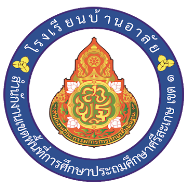 โรงเรียนบ้านอาลัย
สำนักงานเขตพื้นที่การศึกษาประถมศึกษาศรีสะเกษ เขต ๑